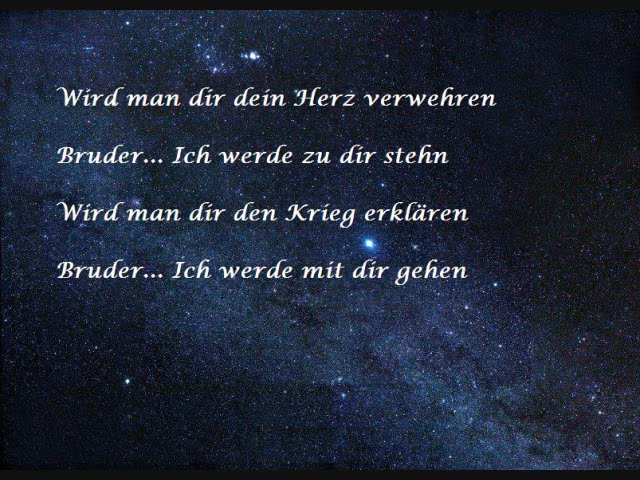 Wird man dir dein Herz verwehren
Bruder... Ich werde zu dir stehn
Wird man dir den Krieg erklären
Bruder... Ich werde mit dir gehen